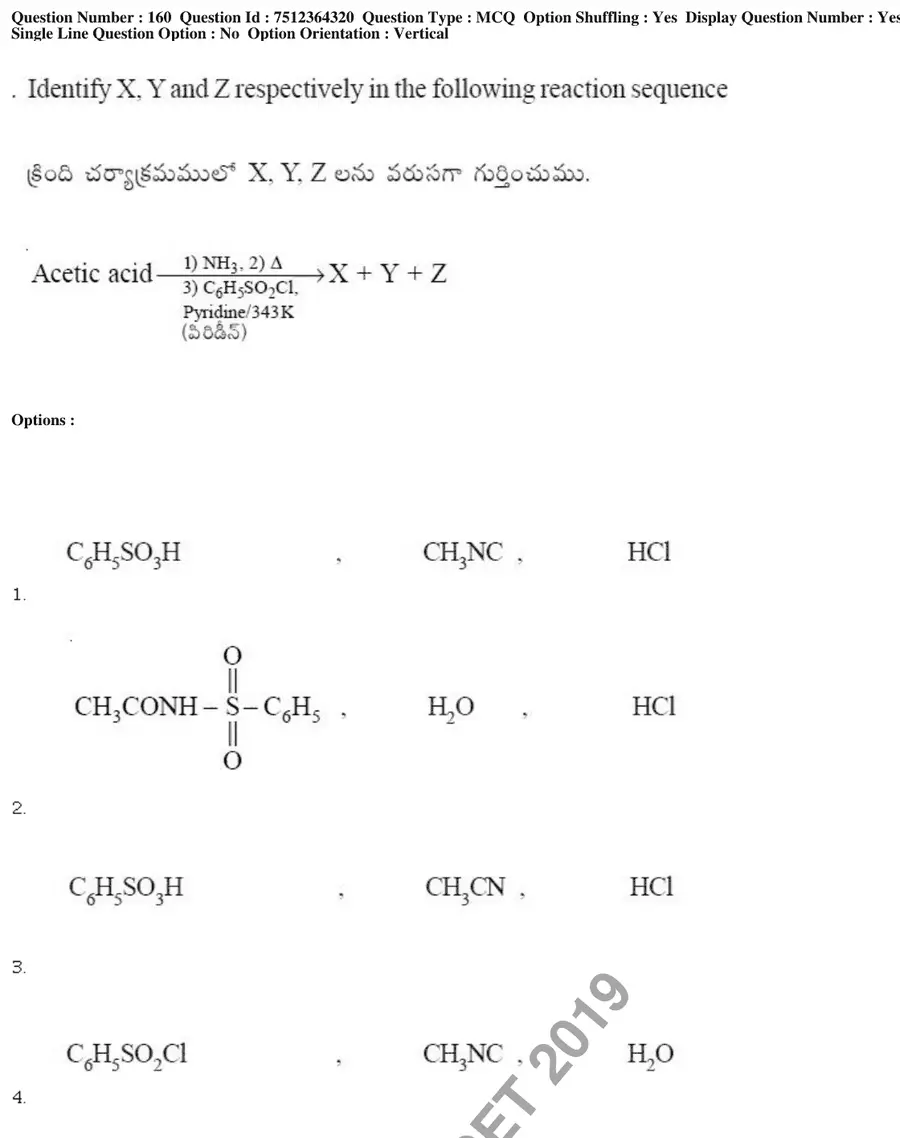 Question Number : 160 Question Id : 7512364320 Question Type : MCQ Option Shuffling : Yes Display Question Number : Yes
Single Line Question Option : No Option Orientation : Vertical
. Identify X, Y and Z respectively in the following reaction sequence
క్రింది చర్యాక్రమములో X, Y, Z లను వరుసగా గుర్తించుము.
Acetic acid 1) NH₃, 2) Δ → X + Y + Z
3) C₆H₅SO₂Cl,
Pyridine/343K
(పిరిడీన్)
Options :
C₆H₅SO₃H , CH₃NC , HCl
1.
O
||
CH₃CONH – S – C₆H₅ , H₂O , HCl
||
O
2.
C₆H₅SO₃H , CH₃CN , HCl
3.
C₆H₅SO₂Cl , CH₃NC , H₂O
4.
CET 2019